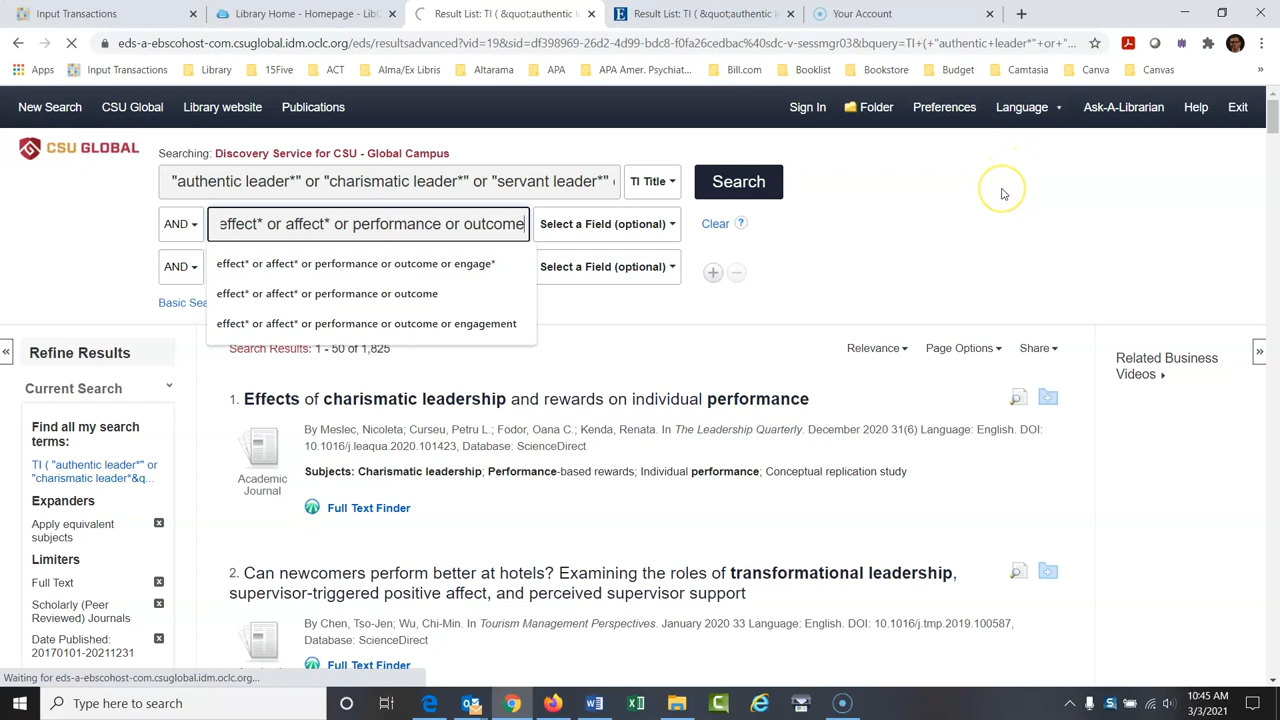 Input Transactions
Library Home - Homepage - LibC
Result List: TI ( &quot;authentic l
Result List: TI ( &quot;authentic l
Your Account
eds-a-ebscohost-com.csuglobal.idm.oclc.org/eds/resultsadvanced?vid=19&sid=df398969-26d2-4d99-bdc8-f0fa26cedbac%40sdc-v-sessmgr03&bquery=TI+(+"authentic+leader*"+or+"...
Apps
Input Transactions
Library
15Five
ACT
Alma/Ex Libris
Altarama
APA
APA Amer. Psychiat...
Bill.com
Booklist
Bookstore
Budget
Camtasia
Canva
Canvas
»
New Search
CSU Global
Library website
Publications
Sign In
Folder
Preferences
Language
Ask-A-Librarian
Help
Exit
CSU GLOBAL
Searching: Discovery Service for CSU - Global Campus
"authentic leader*" or "charismatic leader*" or "servant leader*"
TI Title
Search
AND
effect* or affect* or performance or outcome
Select a Field (optional)
Clear ?
AND
effect* or affect* or performance or outcome or engage*
Select a Field (optional)
effect* or affect* or performance or outcome
Basic Sea
effect* or affect* or performance or outcome or engagement
«
Refine Results
Search Results: 1 - 50 of 1,825
Relevance
Page Options
Share
»
Related Business
Videos
Current Search
Find all my search
terms:
TI ( "authentic leader*" or
"charismatic leader*&q...
Expanders
Apply equivalent
subjects
Limiters
Full Text
Scholarly (Peer
Reviewed) Journals
Date Published:
20170101-20211231
1. Effects of charismatic leadership and rewards on individual performance
By Meslec, Nicoleta; Curseu, Petru L.; Fodor, Oana C.; Kenda, Renata. In The Leadership Quarterly. December 2020 31(6) Language: English. DOI:
10.1016/j.leaqua.2020.101423, Database: ScienceDirect
Academic
Journal
Subjects: Charismatic leadership; Performance-based rewards; Individual performance; Conceptual replication study
Full Text Finder
2. Can newcomers perform better at hotels? Examining the roles of transformational leadership,
supervisor-triggered positive affect, and perceived supervisor support
By Chen, Tso-Jen; Wu, Chi-Min. In Tourism Management Perspectives. January 2020 33 Language: English. DOI: 10.1016/j.tmp.2019.100587,
Database: ScienceDirect
Full Text Finder
Waiting for eds-a-ebscohost-com.csuglobal.idm.oclc.org...
Type here to search
10:45 AM
3/3/2021